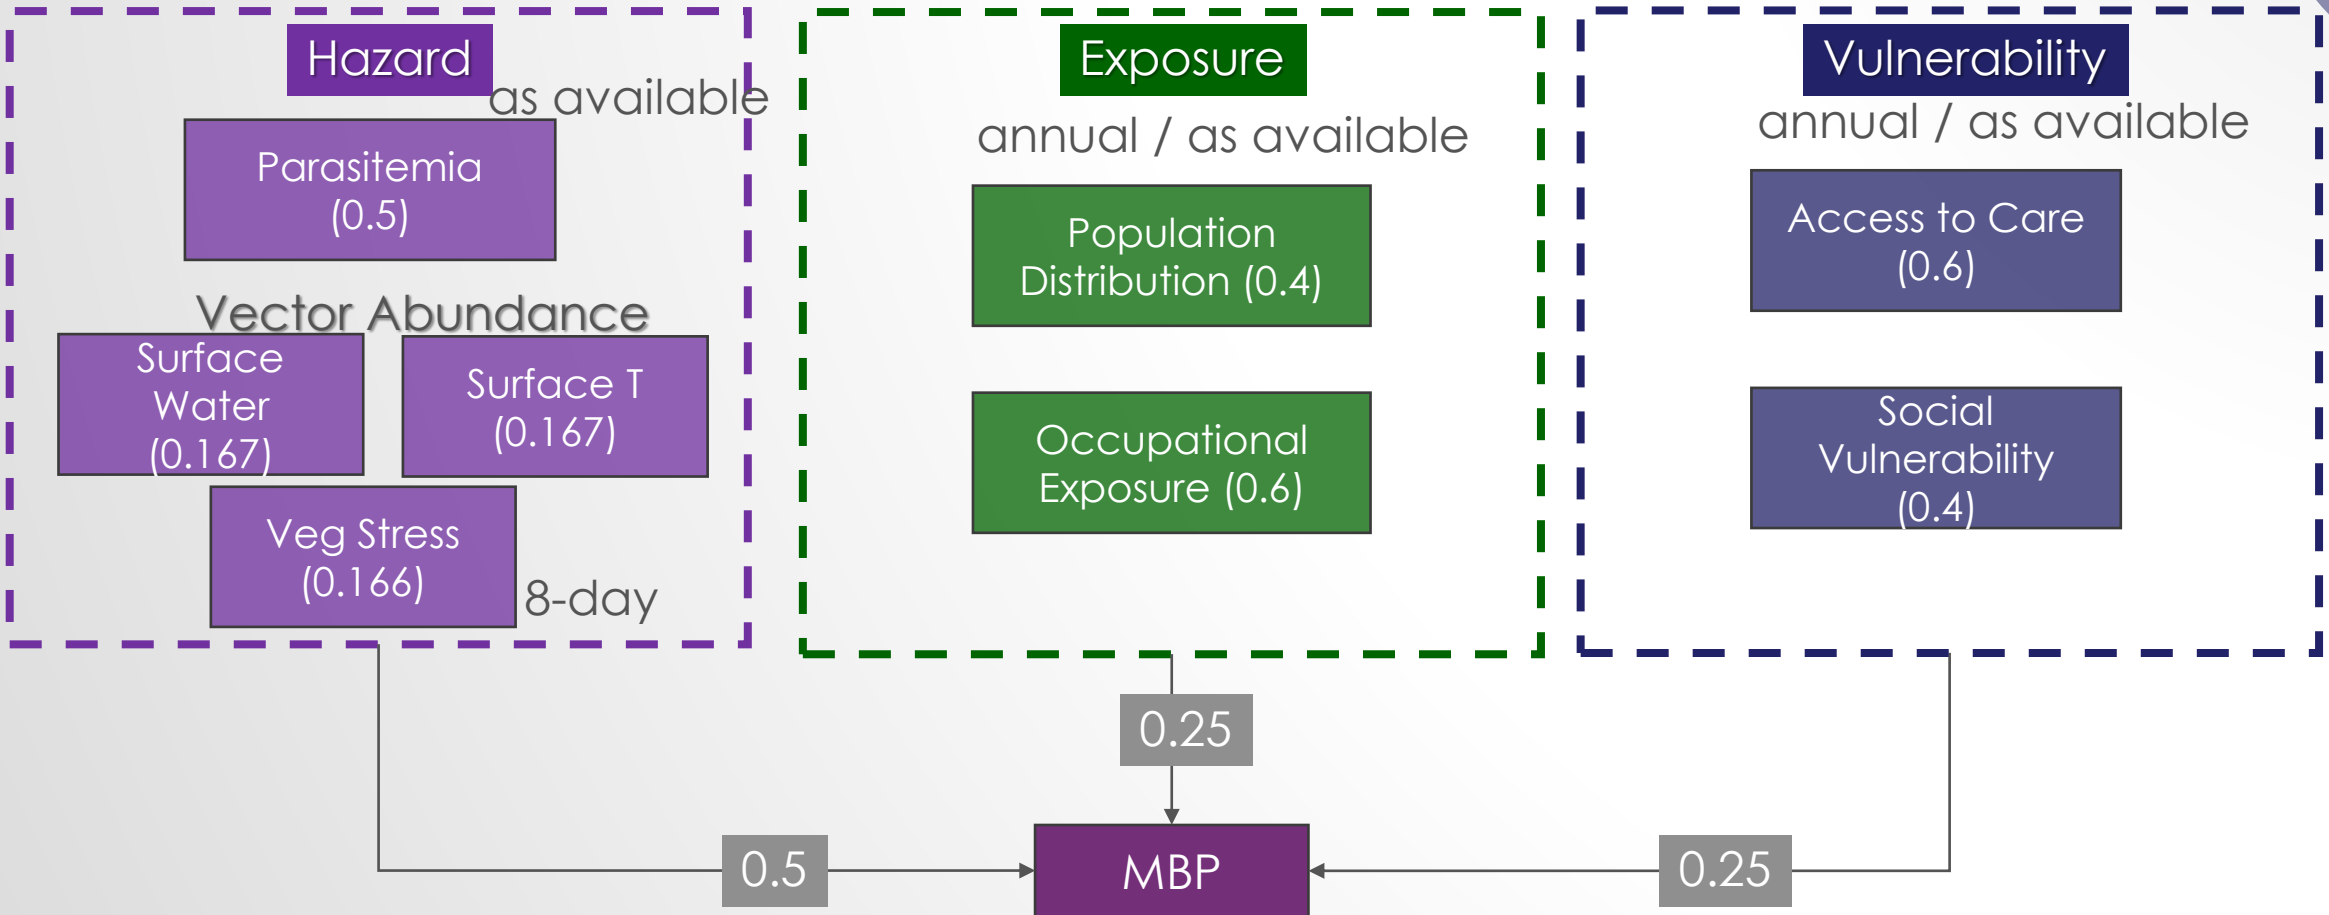 Hazard
as available
Parasitemia
(0.5)
Vector Abundance
Surface
Water
(0.167)
Surface T
(0.167)
Veg Stress
(0.166)
8-day
Exposure
annual / as available
Population
Distribution (0.4)
Occupational
Exposure (0.6)
Vulnerability
annual / as available
Access to Care
(0.6)
Social
Vulnerability
(0.4)
0.25
0.5
MBP
0.25